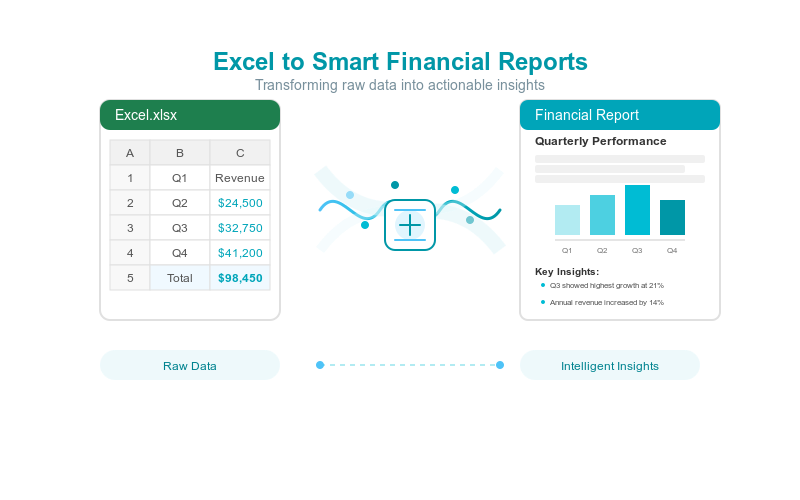 Excel to Smart Financial Reports
Transforming raw data into actionable insights
Excel.xlsx
A B C
1 Q1 Revenue
2 Q2 $24,500
3 Q3 $32,750
4 Q4 $41,200
5 Total $98,450
Financial Report
Quarterly Performance
Q1 Q2 Q3 Q4
Key Insights:
Q3 showed highest growth at 21%
Annual revenue increased by 14%
Raw Data
Intelligent Insights